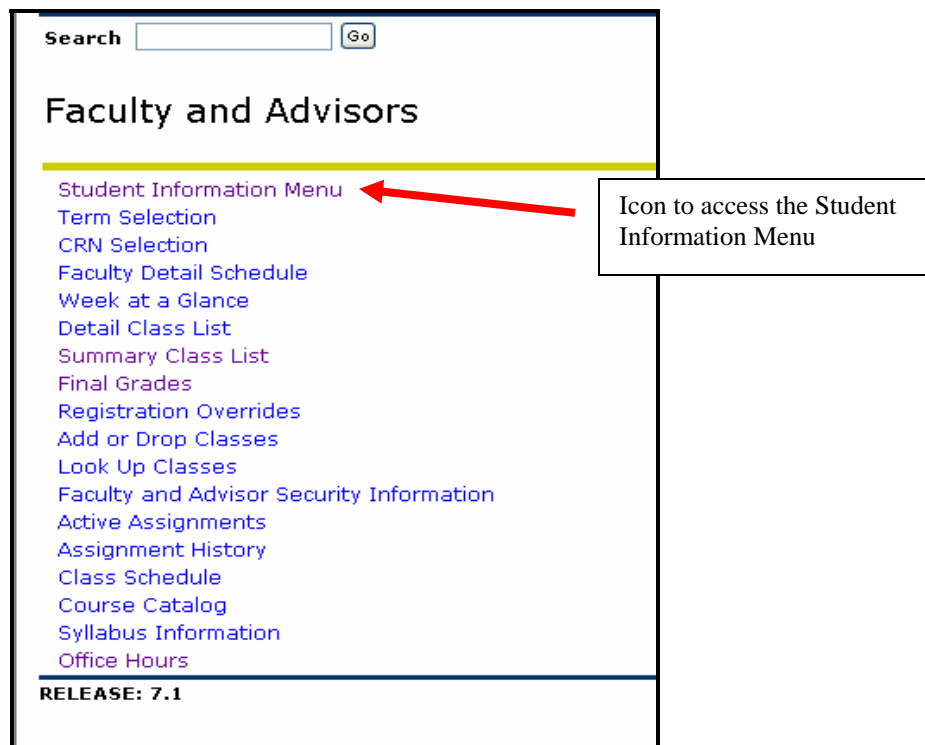 Search Go
Faculty and Advisors
Student Information Menu
Term Selection
CRN Selection
Faculty Detail Schedule
Week at a Glance
Detail Class List
Summary Class List
Final Grades
Registration Overrides
Add or Drop Classes
Look Up Classes
Faculty and Advisor Security Information
Active Assignments
Assignment History
Class Schedule
Course Catalog
Syllabus Information
Office Hours
RELEASE: 7.1
Icon to access the Student
Information Menu